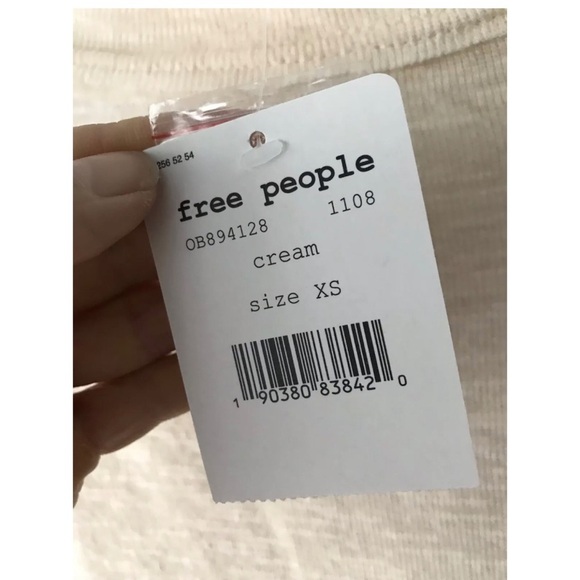 256 52 54
free people
OB894128 1108
cream
size XS
1 90380 83842 0